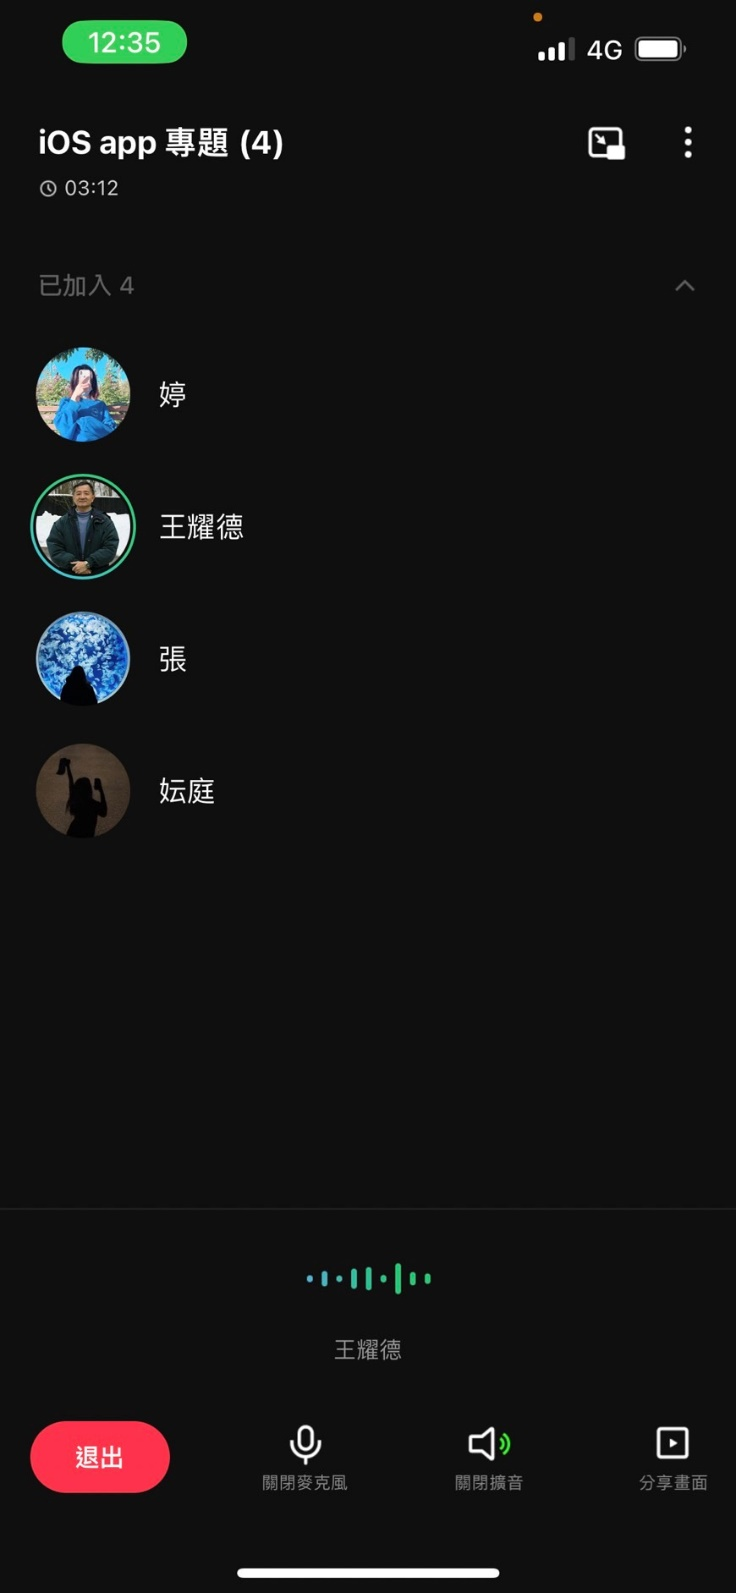 12:35
4G
iOS app 專題 (4)
03:12
已加入 4
婷
王耀德
張
妘庭
王耀德
退出
關閉麥克風
關閉擴音
分享畫面